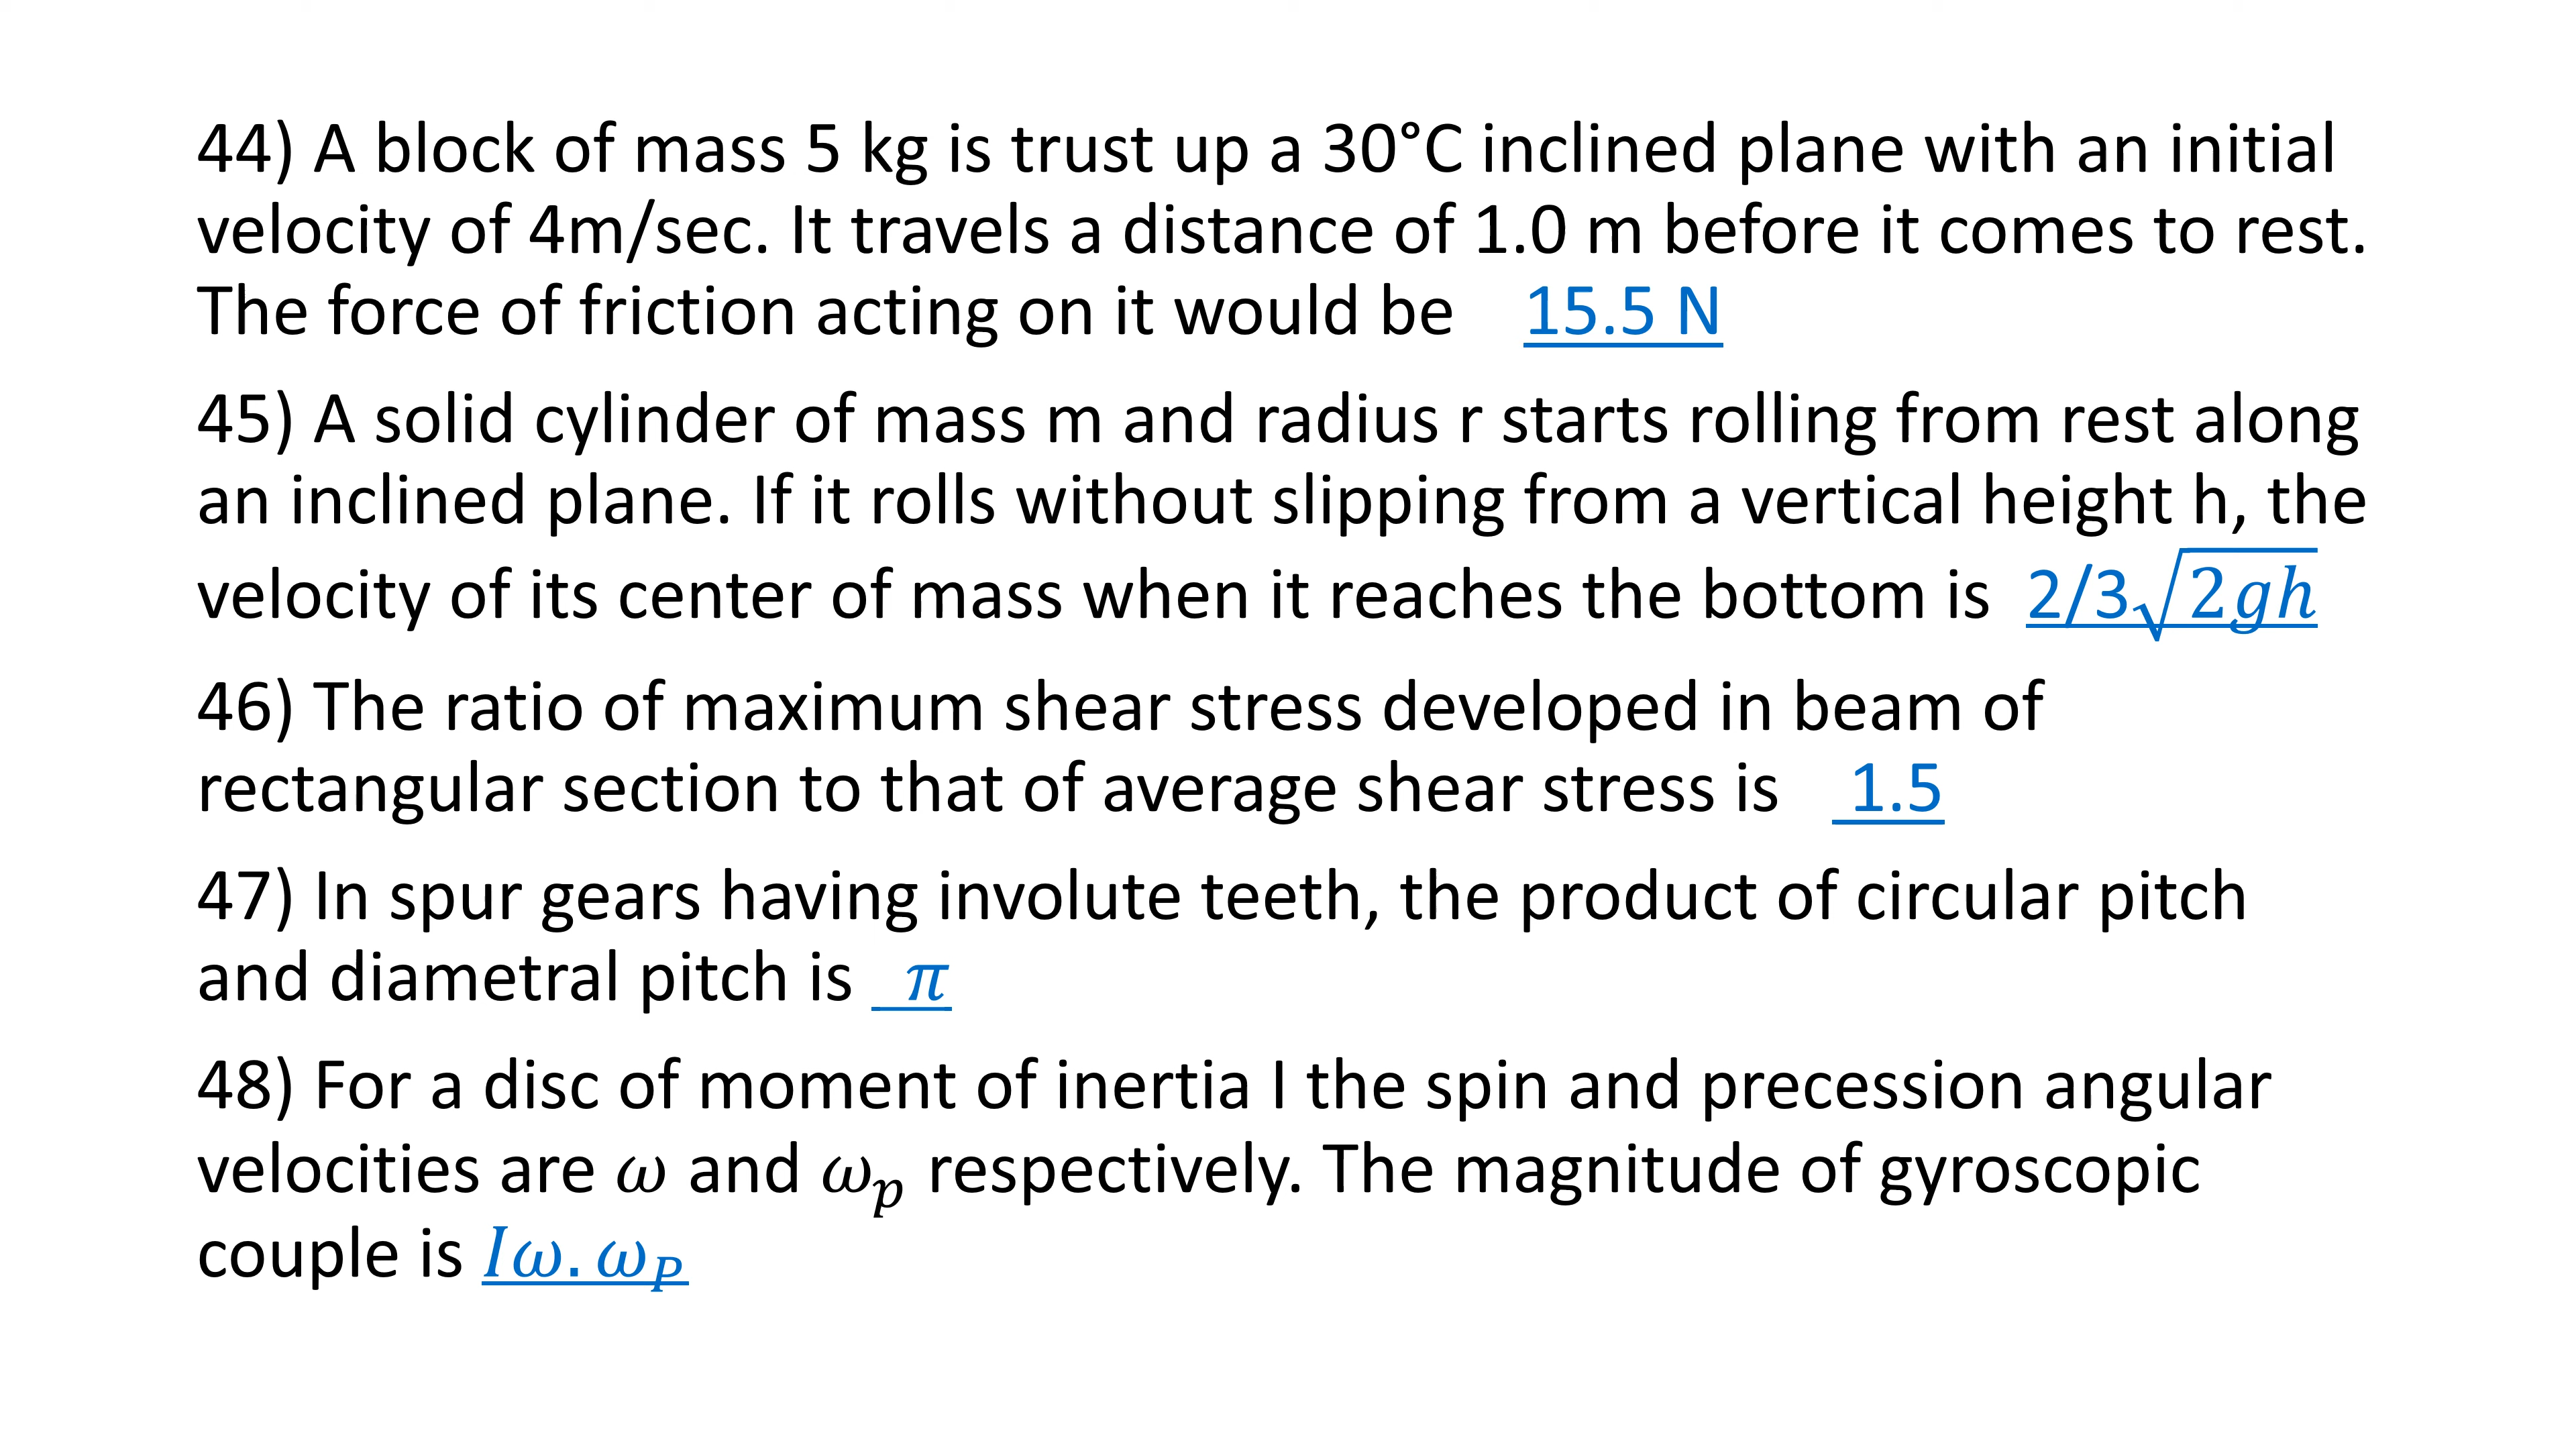 44) A block of mass 5 kg is trust up a 30°C inclined plane with an initial
velocity of 4m/sec. It travels a distance of 1.0 m before it comes to rest.
The force of friction acting on it would be 15.5 N
45) A solid cylinder of mass m and radius r starts rolling from rest along
an inclined plane. If it rolls without slipping from a vertical height h, the
velocity of its center of mass when it reaches the bottom is 2/3√2gh
46) The ratio of maximum shear stress developed in beam of
rectangular section to that of average shear stress is 1.5
47) In spur gears having involute teeth, the product of circular pitch
and diametral pitch is π
48) For a disc of moment of inertia I the spin and precession angular
velocities are ω and ωp respectively. The magnitude of gyroscopic
couple is Iω.ωP